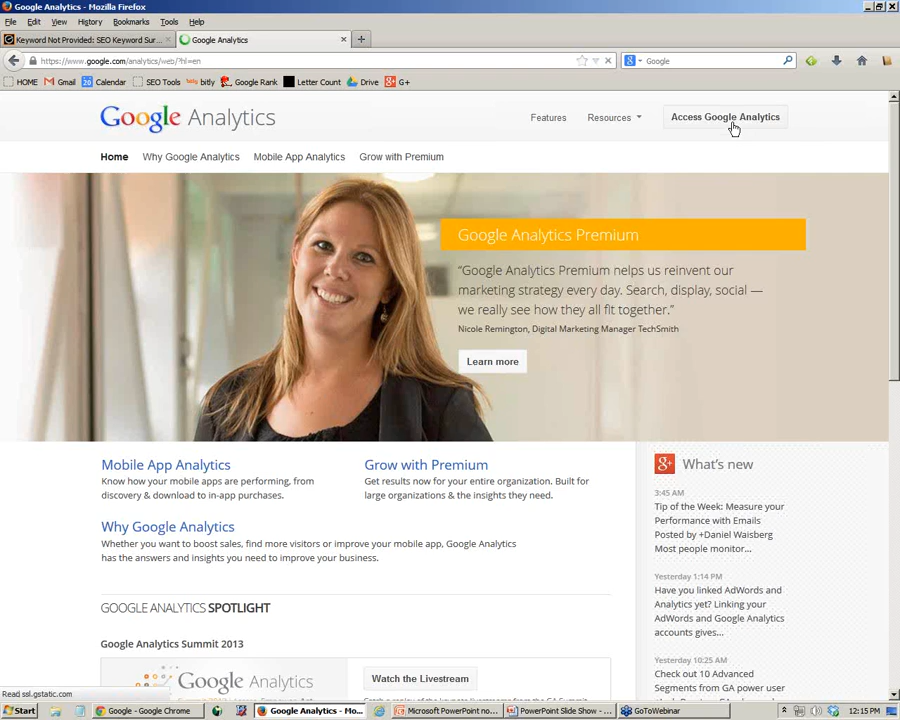 Google Analytics - Mozilla Firefox
File Edit View History Bookmarks Tools Help
Keyword Not Provided: SEO Keyword Sur...
Google Analytics
https://www.google.com/analytics/web/?hl=en
Google
HOME Gmail 20 Calendar SEO Tools bitly Google Rank Letter Count Drive G+
Google Analytics
Features Resources Access Google Analytics
Home Why Google Analytics Mobile App Analytics Grow with Premium
Google Analytics Premium
“Google Analytics Premium helps us reinvent our
marketing strategy every day. Search, display, social —
we really see how they all fit together.”
Nicole Remington, Digital Marketing Manager TechSmith
Learn more
Mobile App Analytics
Know how your mobile apps are performing, from
discovery & download to in-app purchases.
Grow with Premium
Get results now for your entire organization. Built for
large organizations & the insights they need.
Why Google Analytics
Whether you want to boost sales, find more visitors or improve your mobile app, Google Analytics
has the answers and insights you need to improve your business.
GOOGLE ANALYTICS SPOTLIGHT
Google Analytics Summit 2013
Google Analytics
Watch the Livestream
What's new
3:45 AM
Tip of the Week: Measure your
Performance with Emails
Posted by +Daniel Waisberg
Most people monitor...
Yesterday 1:14 PM
Have you linked AdWords and
Analytics yet? Linking your
AdWords and Google Analytics
accounts gives...
Yesterday 10:25 AM
Check out 10 Advanced
Segments from GA power user
Read ssl.gstatic.com
Start
Google - Google Chrome
Google Analytics - Mo...
Microsoft PowerPoint no...
PowerPoint Slide Show - ...
GoToWebinar
12:15 PM